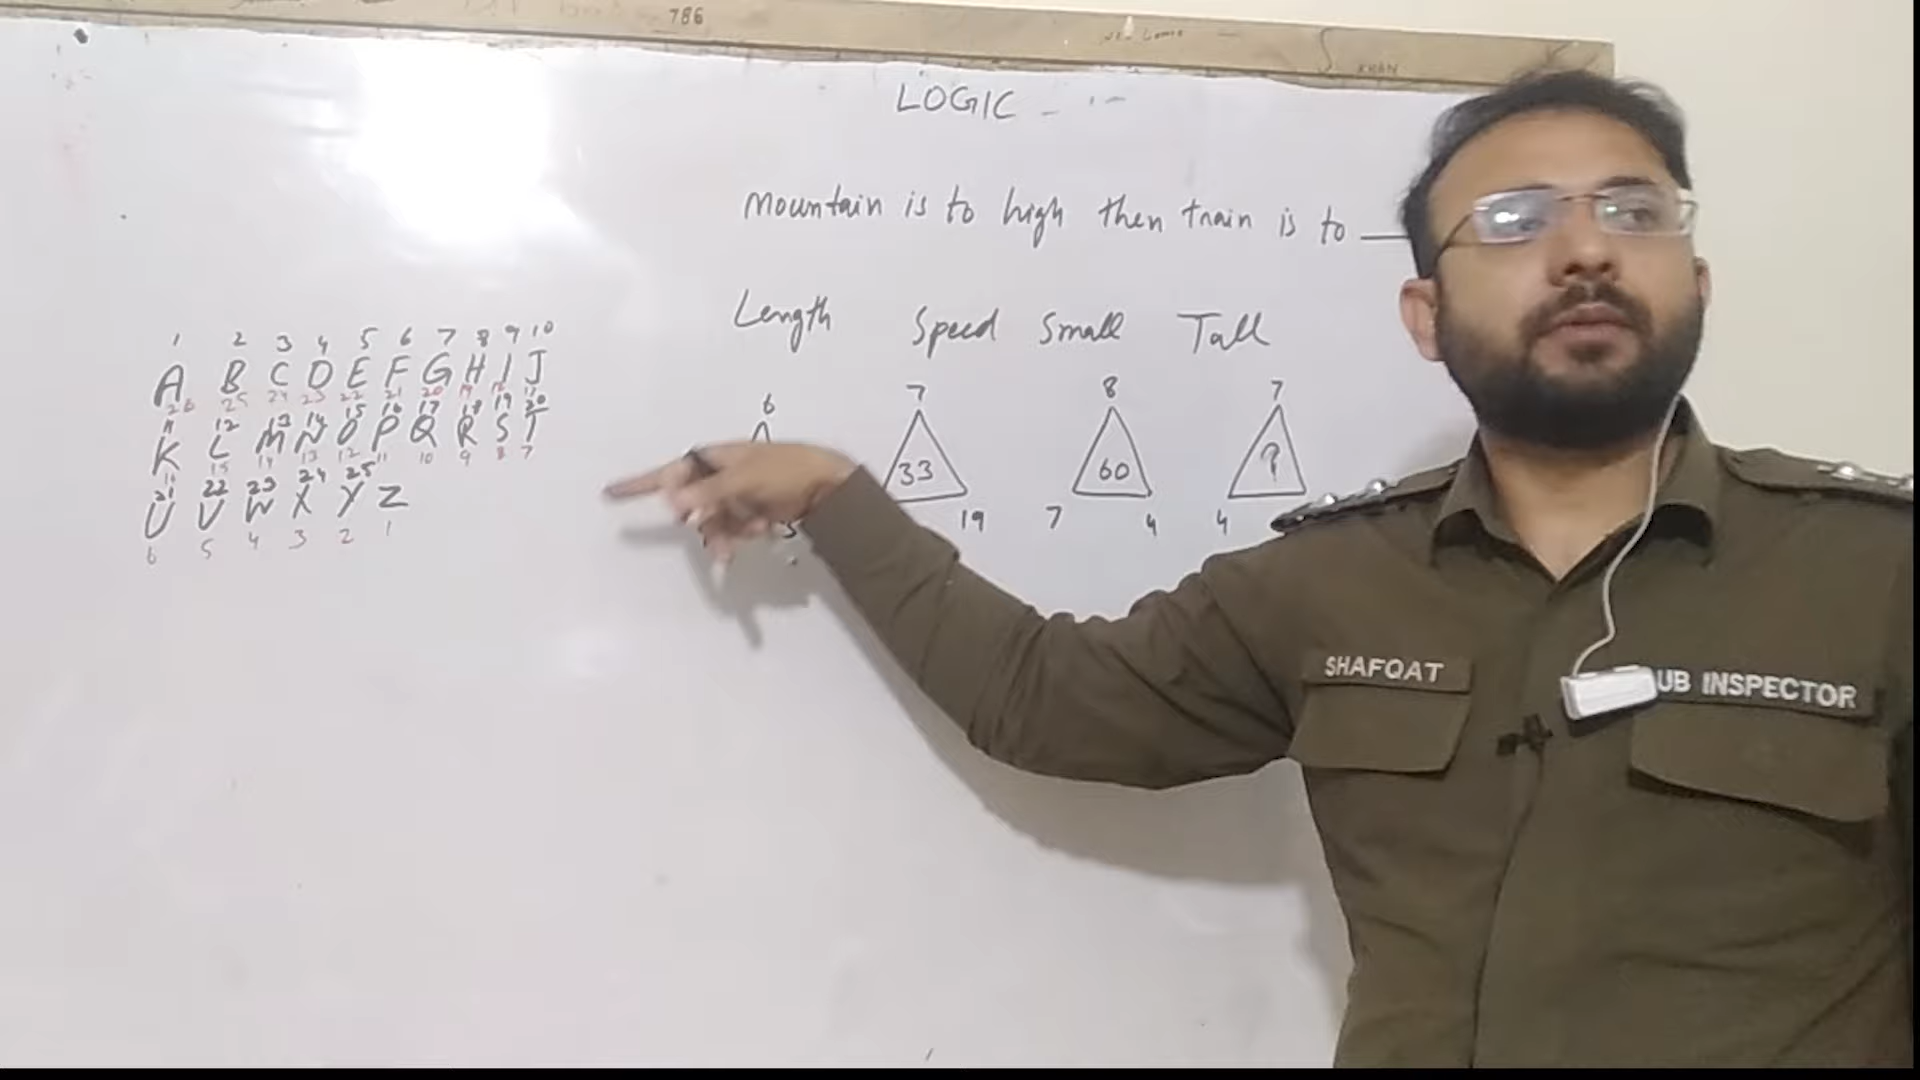 786
KHAN
LOGIC
Mountain is to high then train is to
Length Speed Small Tall
1 2 3 4 5 6 7 8 9 10
A B C D E F G H I J
26 25 24 23 22 21 20 19 18 17
11 12 13 14 15 16 17 18 19 20
K L M N O P Q R S T
16 15 14 13 12 11 10 9 8 7
21 22 23 24 25
U V W X Y Z
6 5 4 3 2 1
6 7 8 7
33 60 ?
19 7 4 4
SHAFQAT
UB INSPECTOR